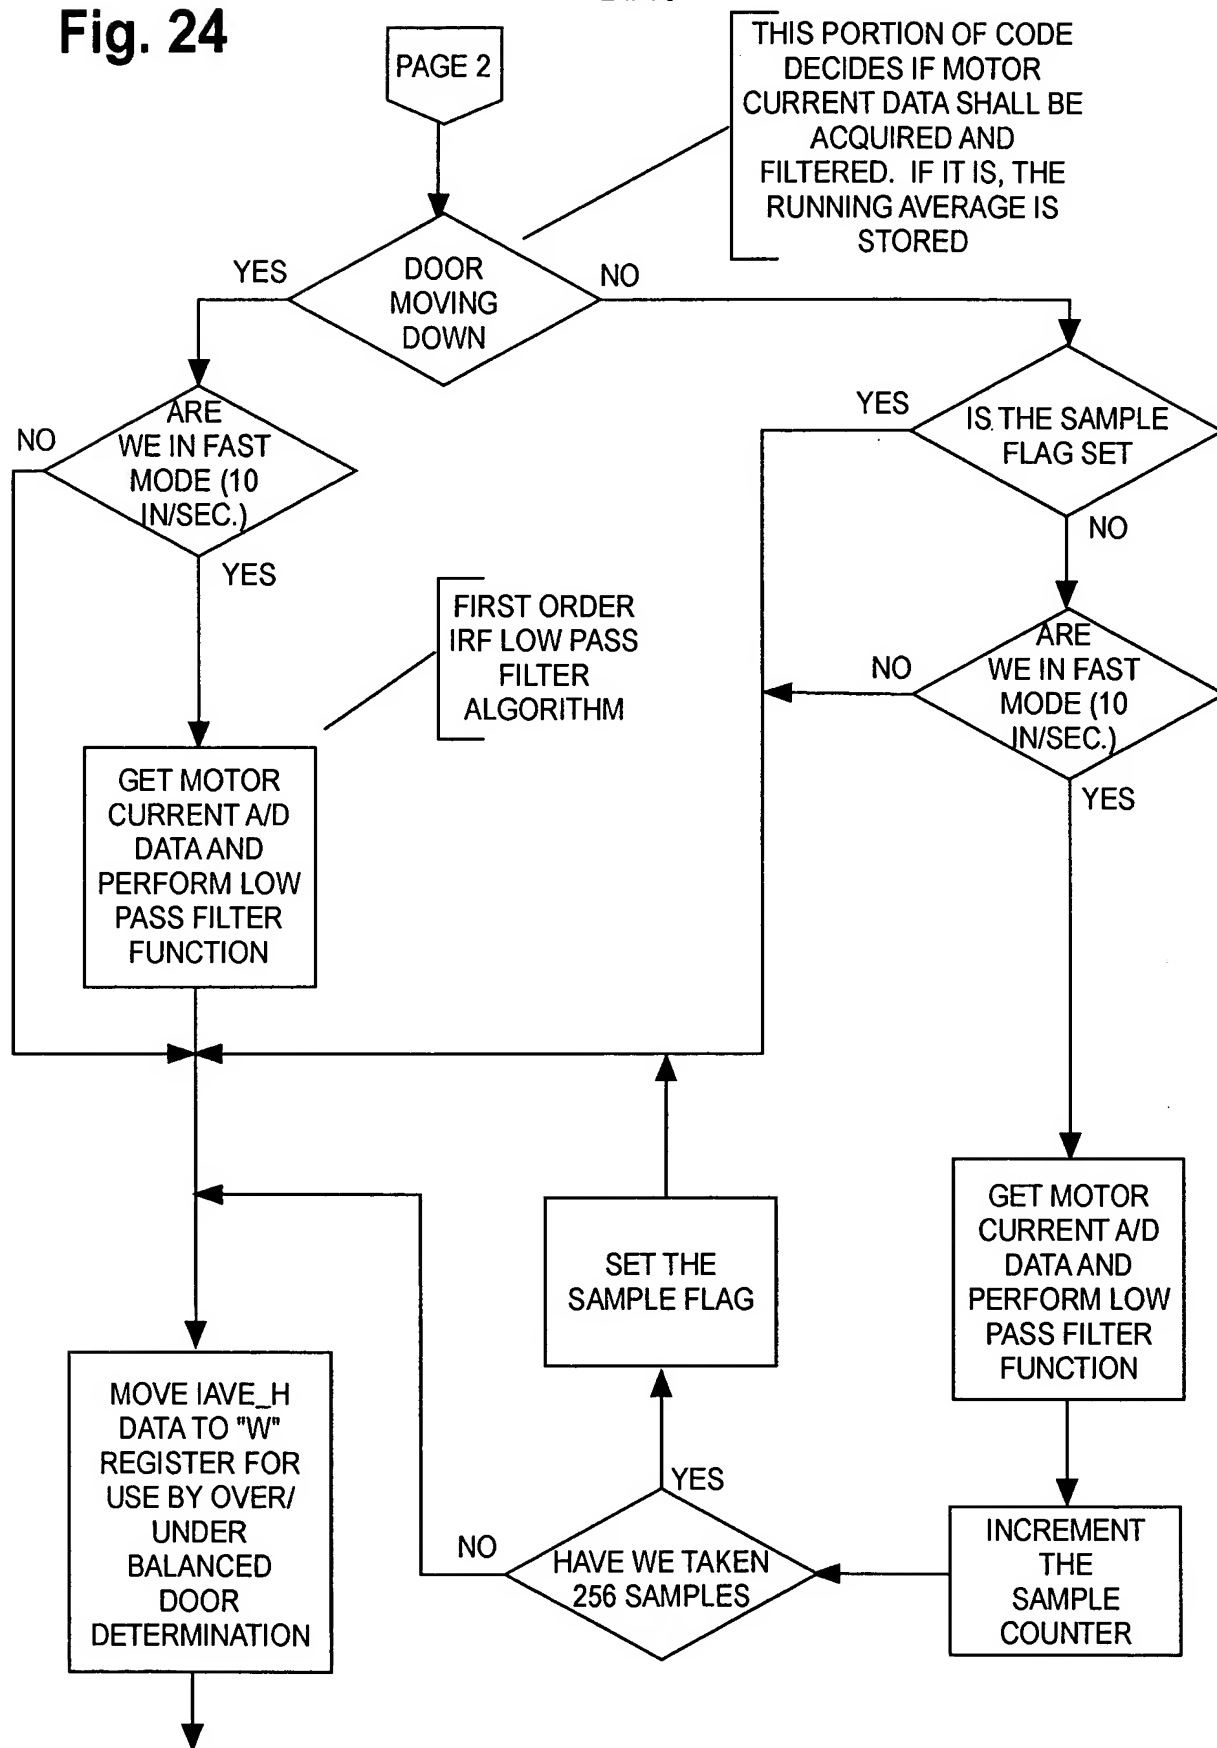 Fig. 24
PAGE 2
THIS PORTION OF CODE
DECIDES IF MOTOR
CURRENT DATA SHALL BE
ACQUIRED AND
FILTERED. IF IT IS, THE
RUNNING AVERAGE IS
STORED
DOOR
MOVING
DOWN
YES
NO
ARE
WE IN FAST
MODE (10
IN/SEC.)
NO
YES
IS THE SAMPLE
FLAG SET
YES
NO
FIRST ORDER
IRF LOW PASS
FILTER
ALGORITHM
ARE
WE IN FAST
MODE (10
IN/SEC.)
NO
YES
GET MOTOR
CURRENT A/D
DATA AND
PERFORM LOW
PASS FILTER
FUNCTION
GET MOTOR
CURRENT A/D
DATA AND
PERFORM LOW
PASS FILTER
FUNCTION
SET THE
SAMPLE FLAG
MOVE IAVE_H
DATA TO "W"
REGISTER FOR
USE BY OVER/
UNDER
BALANCED
DOOR
DETERMINATION
YES
NO
HAVE WE TAKEN
256 SAMPLES
INCREMENT
THE
SAMPLE
COUNTER